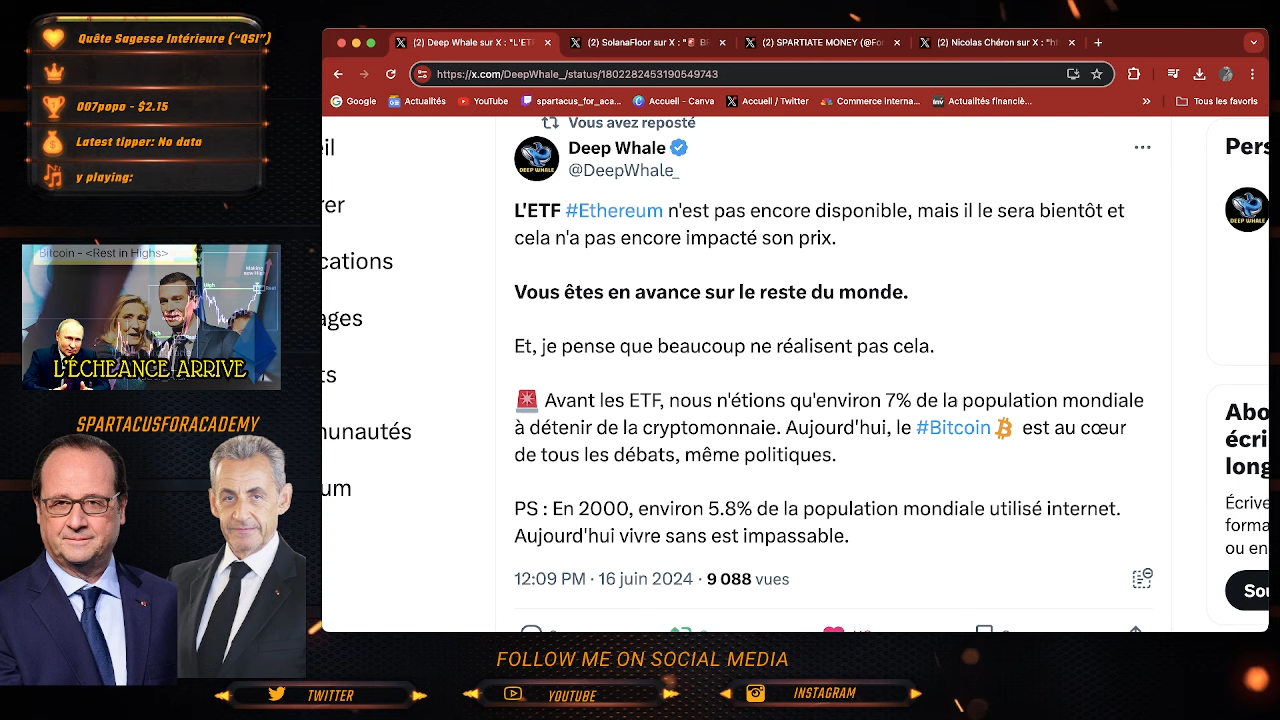 Quête Sagesse Intérieure (“QSI”)
007popo - $2.15
Latest tipper: No data
y playing:
Bitcoin - <Rest in Highs>
L'ÉCHEANCE ARRIVE
SPARTACUSFORACADEMY
(2) Deep Whale sur X : "L'ET
(2) SolanaFloor sur X : "
(2) SPARTIATE MONEY (@Fo
(2) Nicolas Chéron sur X : "h
https://x.com/DeepWhale_/status/1802282453190549743
Google
Actualités
YouTube
spartacus_for_aca...
Accueil - Canva
Accueil / Twitter
Commerce interna...
Actualités financiè...
Tous les favoris
il
rer
cations
ages
ts
munautés
um
Vous avez reposté
Deep Whale
@DeepWhale_
L'ETF #Ethereum n'est pas encore disponible, mais il le sera bientôt et
cela n'a pas encore impacté son prix.
Vous êtes en avance sur le reste du monde.
Et, je pense que beaucoup ne réalisent pas cela.
🚨 Avant les ETF, nous n'étions qu'environ 7% de la population mondiale
à détenir de la cryptomonnaie. Aujourd'hui, le #Bitcoin est au cœur
de tous les débats, même politiques.
PS : En 2000, environ 5.8% de la population mondiale utilisé internet.
Aujourd'hui vivre sans est impassable.
12:09 PM · 16 juin 2024 · 9 088 vues
Pers
DEEP WHALE
Abo
écri
long
Écrive
forma
ou en
Sou
FOLLOW ME ON SOCIAL MEDIA
TWITTER
YOUTUBE
INSTAGRAM